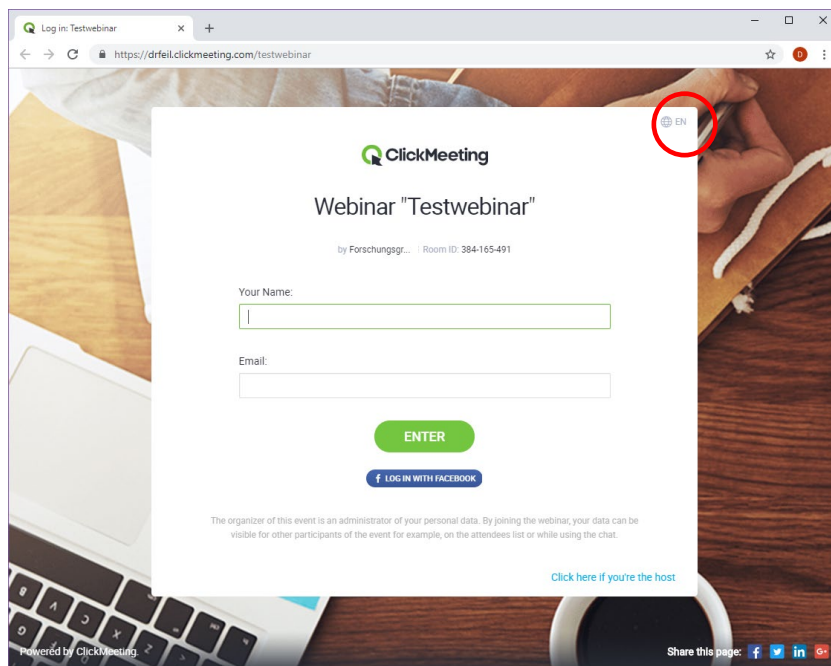 Log in: Testwebinar
https://drfeil.clickmeeting.com/testwebinar
D
EN
ClickMeeting
Webinar "Testwebinar"
by Forschungsgr... Room ID: 384-165-491
Your Name:
Email:
ENTER
f LOG IN WITH FACEBOOK
The organizer of this event is an administrator of your personal data. By joining the webinar, your data can be
visible for other participants of the event for example, on the attendees list or while using the chat.
Click here if you're the host
Powered by ClickMeeting.
Share this page: f in G+